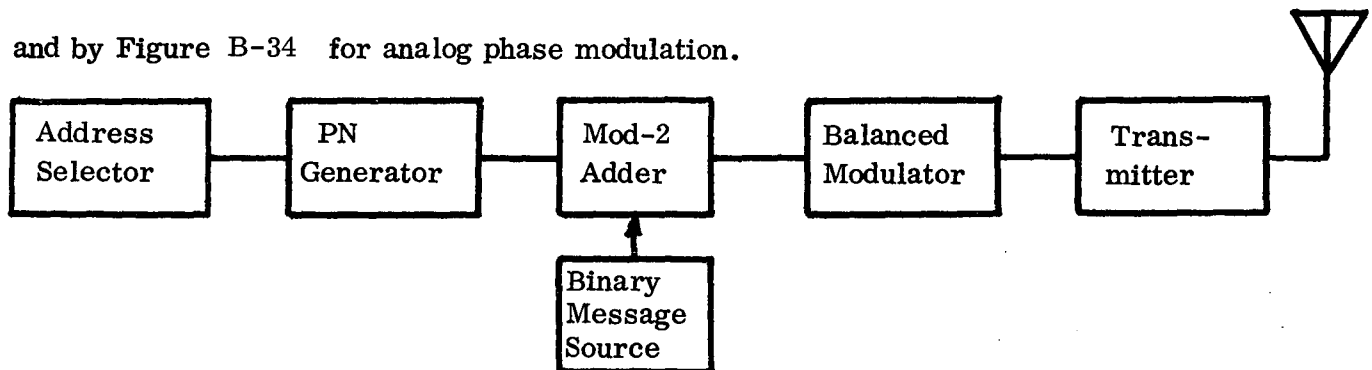 and by Figure B-34 for analog phase modulation.
Address
Selector
PN
Generator
Mod-2
Adder
Balanced
Modulator
Trans-
mitter
Binary
Message
Source